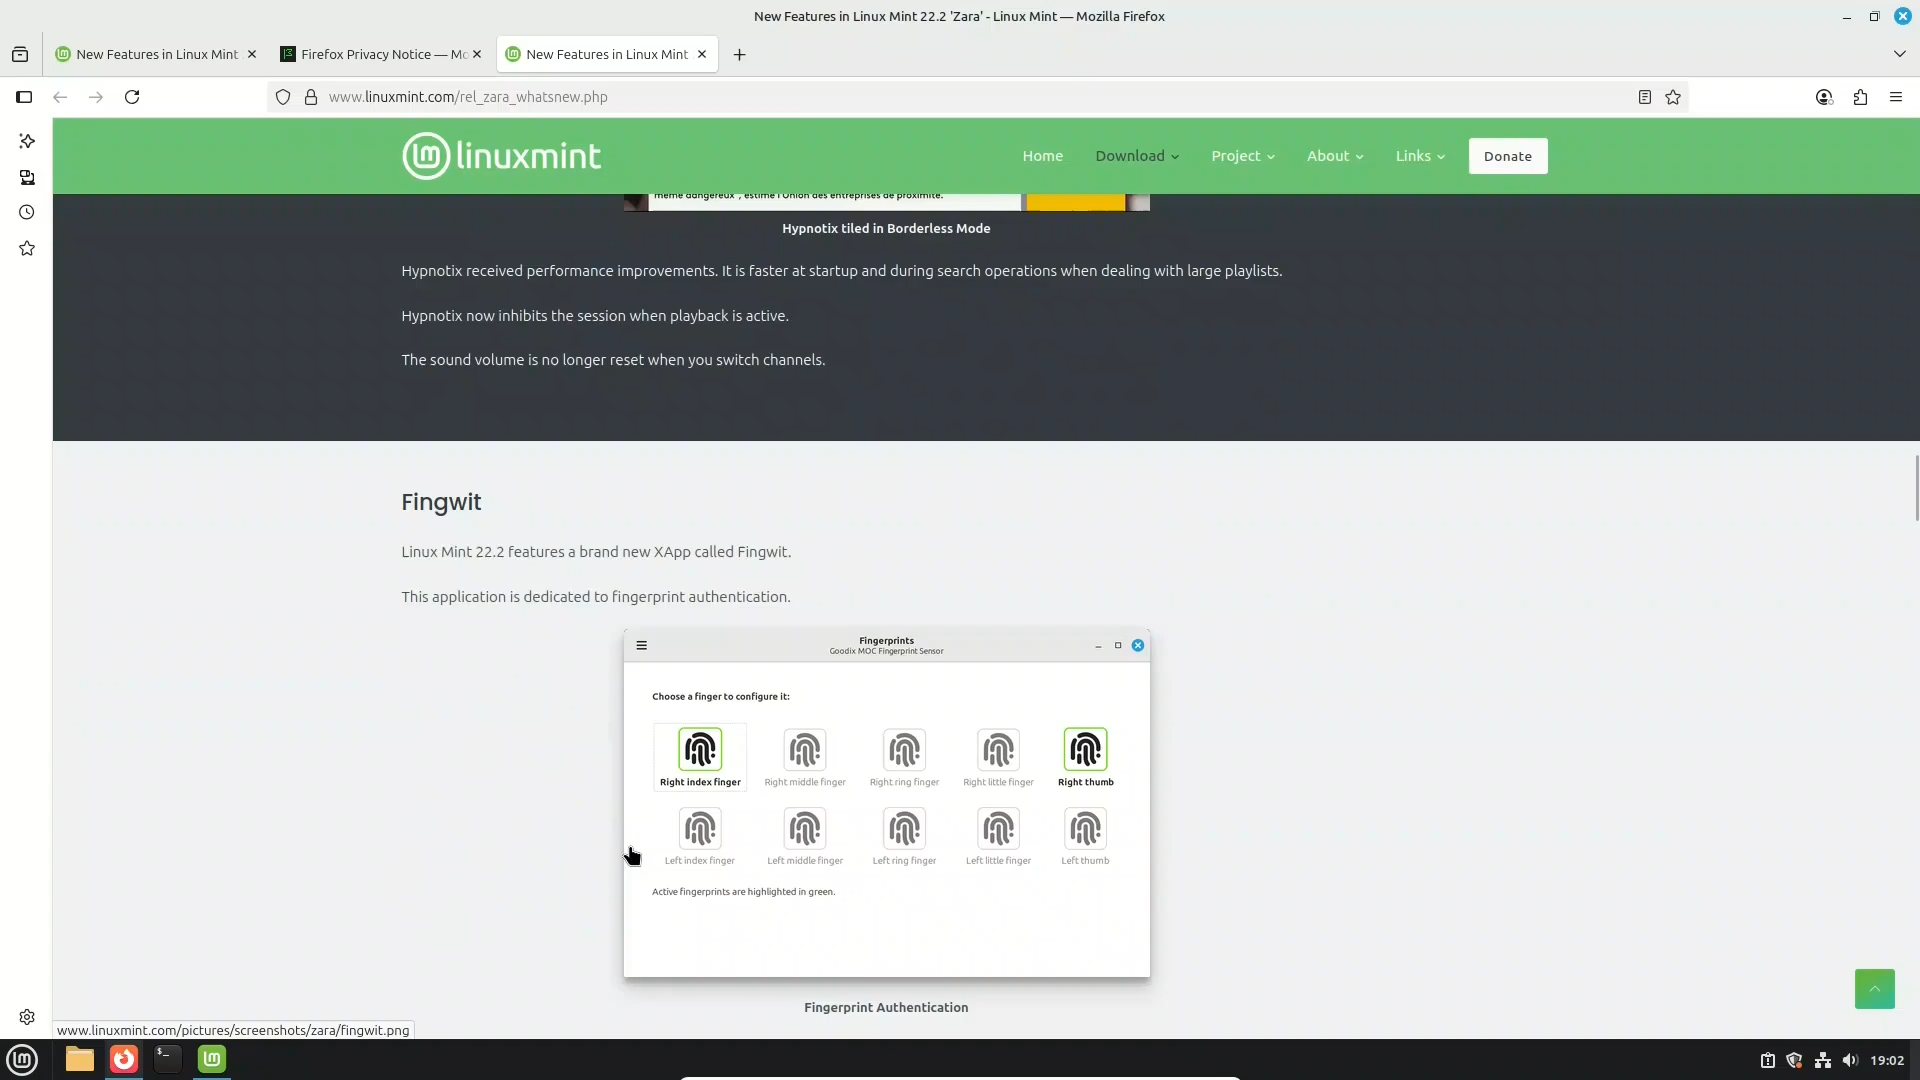 New Features in Linux Mint 22.2 'Zara' - Linux Mint — Mozilla Firefox
New Features in Linux Mint
Firefox Privacy Notice — Mo
New Features in Linux Mint
www.linuxmint.com/rel_zara_whatsnew.php
linuxmint
Home
Download
Project
About
Links
Donate
même dangereux", estime l'Union des entreprises de proximité.
Hypnotix tiled in Borderless Mode
Hypnotix received performance improvements. It is faster at startup and during search operations when dealing with large playlists.
Hypnotix now inhibits the session when playback is active.
The sound volume is no longer reset when you switch channels.
Fingwit
Linux Mint 22.2 features a brand new XApp called Fingwit.
This application is dedicated to fingerprint authentication.
Fingerprints
Goodix MOC Fingerprint Sensor
Choose a finger to configure it:
Right index finger
Right middle finger
Right ring finger
Right little finger
Right thumb
Left index finger
Left middle finger
Left ring finger
Left little finger
Left thumb
Active fingerprints are highlighted in green.
Fingerprint Authentication
www.linuxmint.com/pictures/screenshots/zara/fingwit.png
19:02